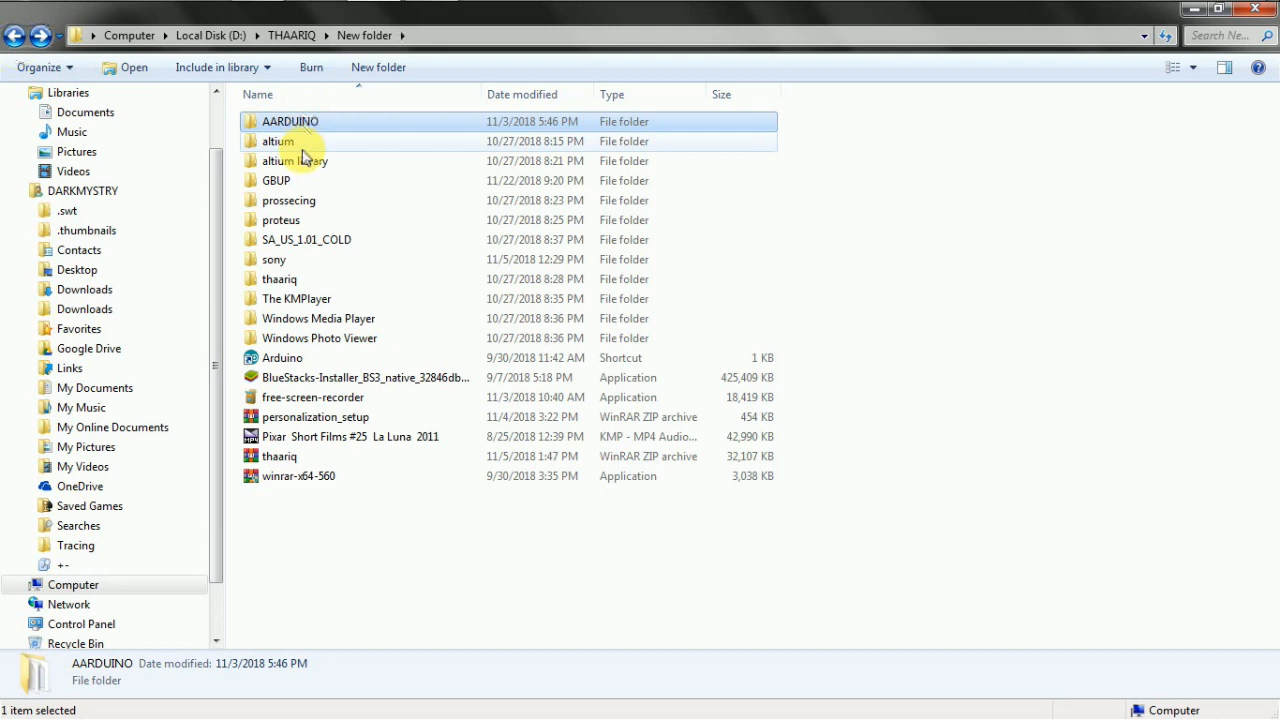 Computer Local Disk (D:) THAARIQ New folder Search Ne...
Organize Open Include in library Burn New folder
Name Date modified Type Size
Libraries
Documents
Music
Pictures
Videos
DARKMYSTRY
.swt
.thumbnails
Contacts
Desktop
Downloads
Downloads
Favorites
Google Drive
Links
My Documents
My Music
My Online Documents
My Pictures
My Videos
OneDrive
Saved Games
Searches
Tracing
+-
Computer
Network
Control Panel
Recycle Bin
AARDUINO 11/3/2018 5:46 PM File folder
altium 10/27/2018 8:15 PM File folder
altium library 10/27/2018 8:21 PM File folder
GBUP 11/22/2018 9:20 PM File folder
prossecing 10/27/2018 8:23 PM File folder
proteus 10/27/2018 8:25 PM File folder
SA_US_1.01_COLD 10/27/2018 8:37 PM File folder
sony 11/5/2018 12:29 PM File folder
thaariq 10/27/2018 8:28 PM File folder
The KMPlayer 10/27/2018 8:35 PM File folder
Windows Media Player 10/27/2018 8:36 PM File folder
Windows Photo Viewer 10/27/2018 8:36 PM File folder
Arduino 9/30/2018 11:42 AM Shortcut 1 KB
BlueStacks-Installer_BS3_native_32846db... 9/7/2018 5:18 PM Application 425,409 KB
free-screen-recorder 11/3/2018 10:40 AM Application 18,419 KB
personalization_setup 11/4/2018 3:22 PM WinRAR ZIP archive 454 KB
Pixar Short Films #25 La Luna 2011 8/25/2018 12:39 PM KMP - MP4 Audio... 42,990 KB
thaariq 11/5/2018 1:47 PM WinRAR ZIP archive 32,107 KB
winrar-x64-560 9/30/2018 3:35 PM Application 3,038 KB
AARDUINO Date modified: 11/3/2018 5:46 PM
File folder
1 item selected Computer